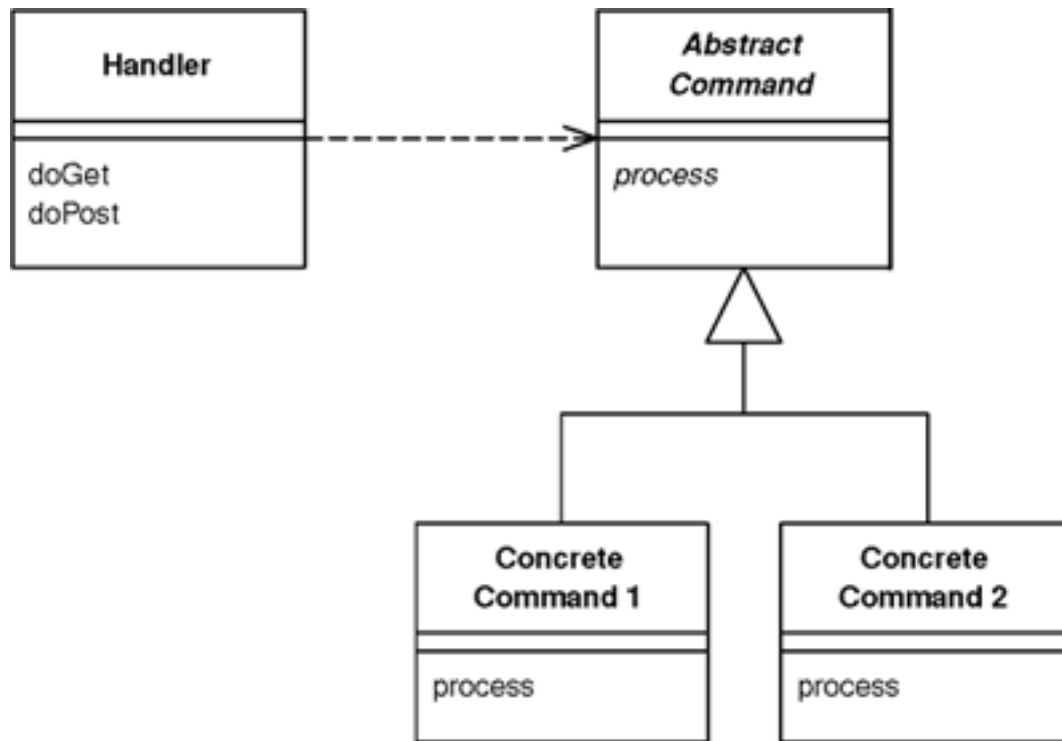 Handler
doGet
doPost
Abstract
Command
process
Concrete
Command 1
process
Concrete
Command 2
process